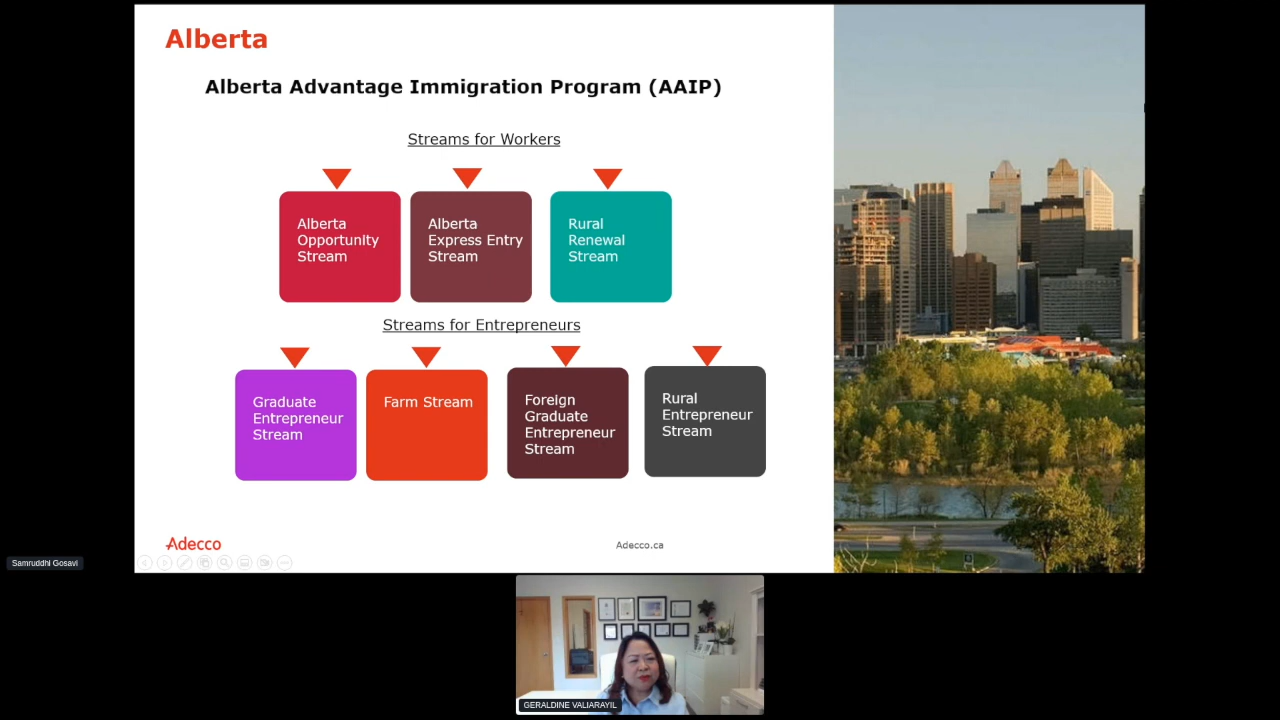 Alberta
Alberta Advantage Immigration Program (AAIP)
Streams for Workers
Alberta
Opportunity
Stream
Alberta
Express Entry
Stream
Rural
Renewal
Stream
Streams for Entrepreneurs
Graduate
Entrepreneur
Stream
Farm Stream
Foreign
Graduate
Entrepreneur
Stream
Rural
Entrepreneur
Stream
Adecco
Adecco.ca
Samruddhi Gosavi
GERALDINE VALIARAYIL